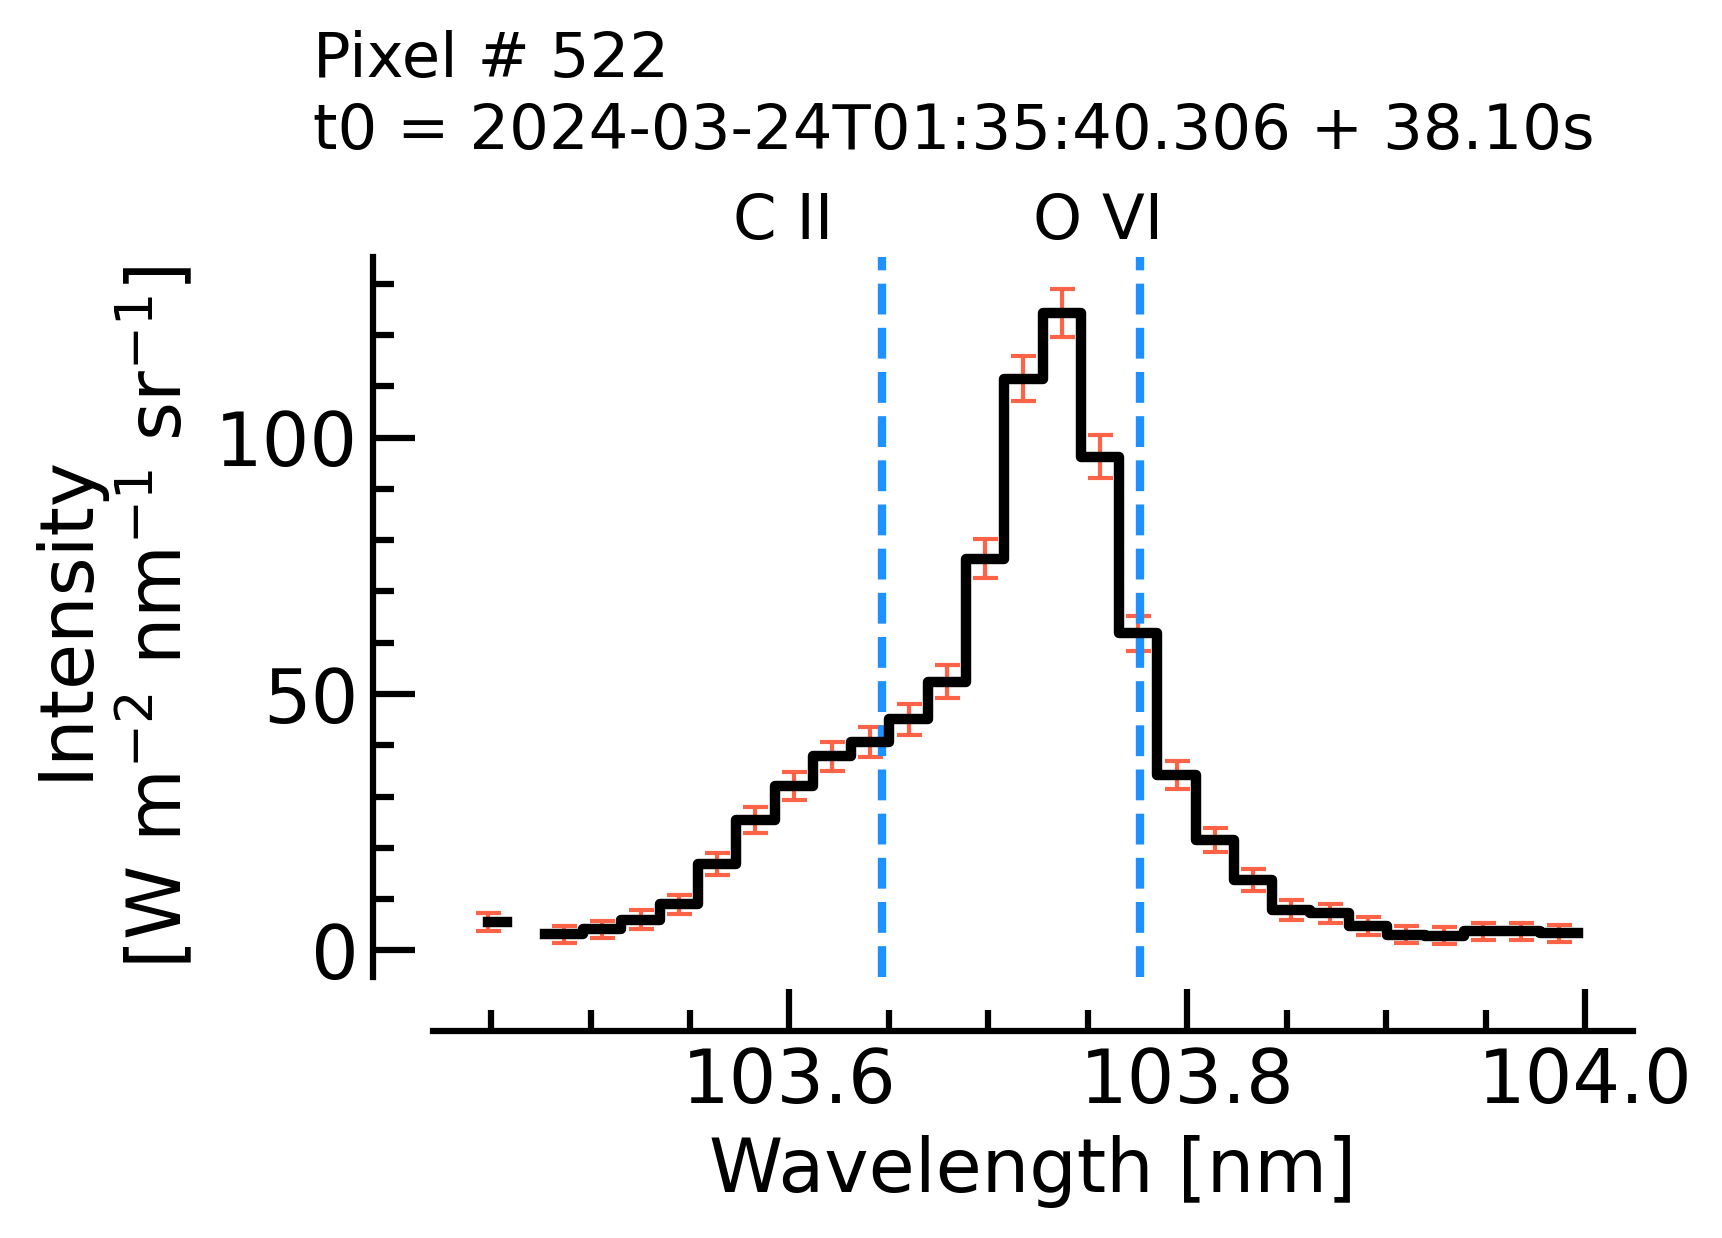 Pixel # 522
t0 = 2024-03-24T01:35:40.306 + 38.10s
C II
O VI
Intensity
[W m⁻² nm⁻¹ sr⁻¹]
100
50
0
103.6
103.8
104.0
Wavelength [nm]